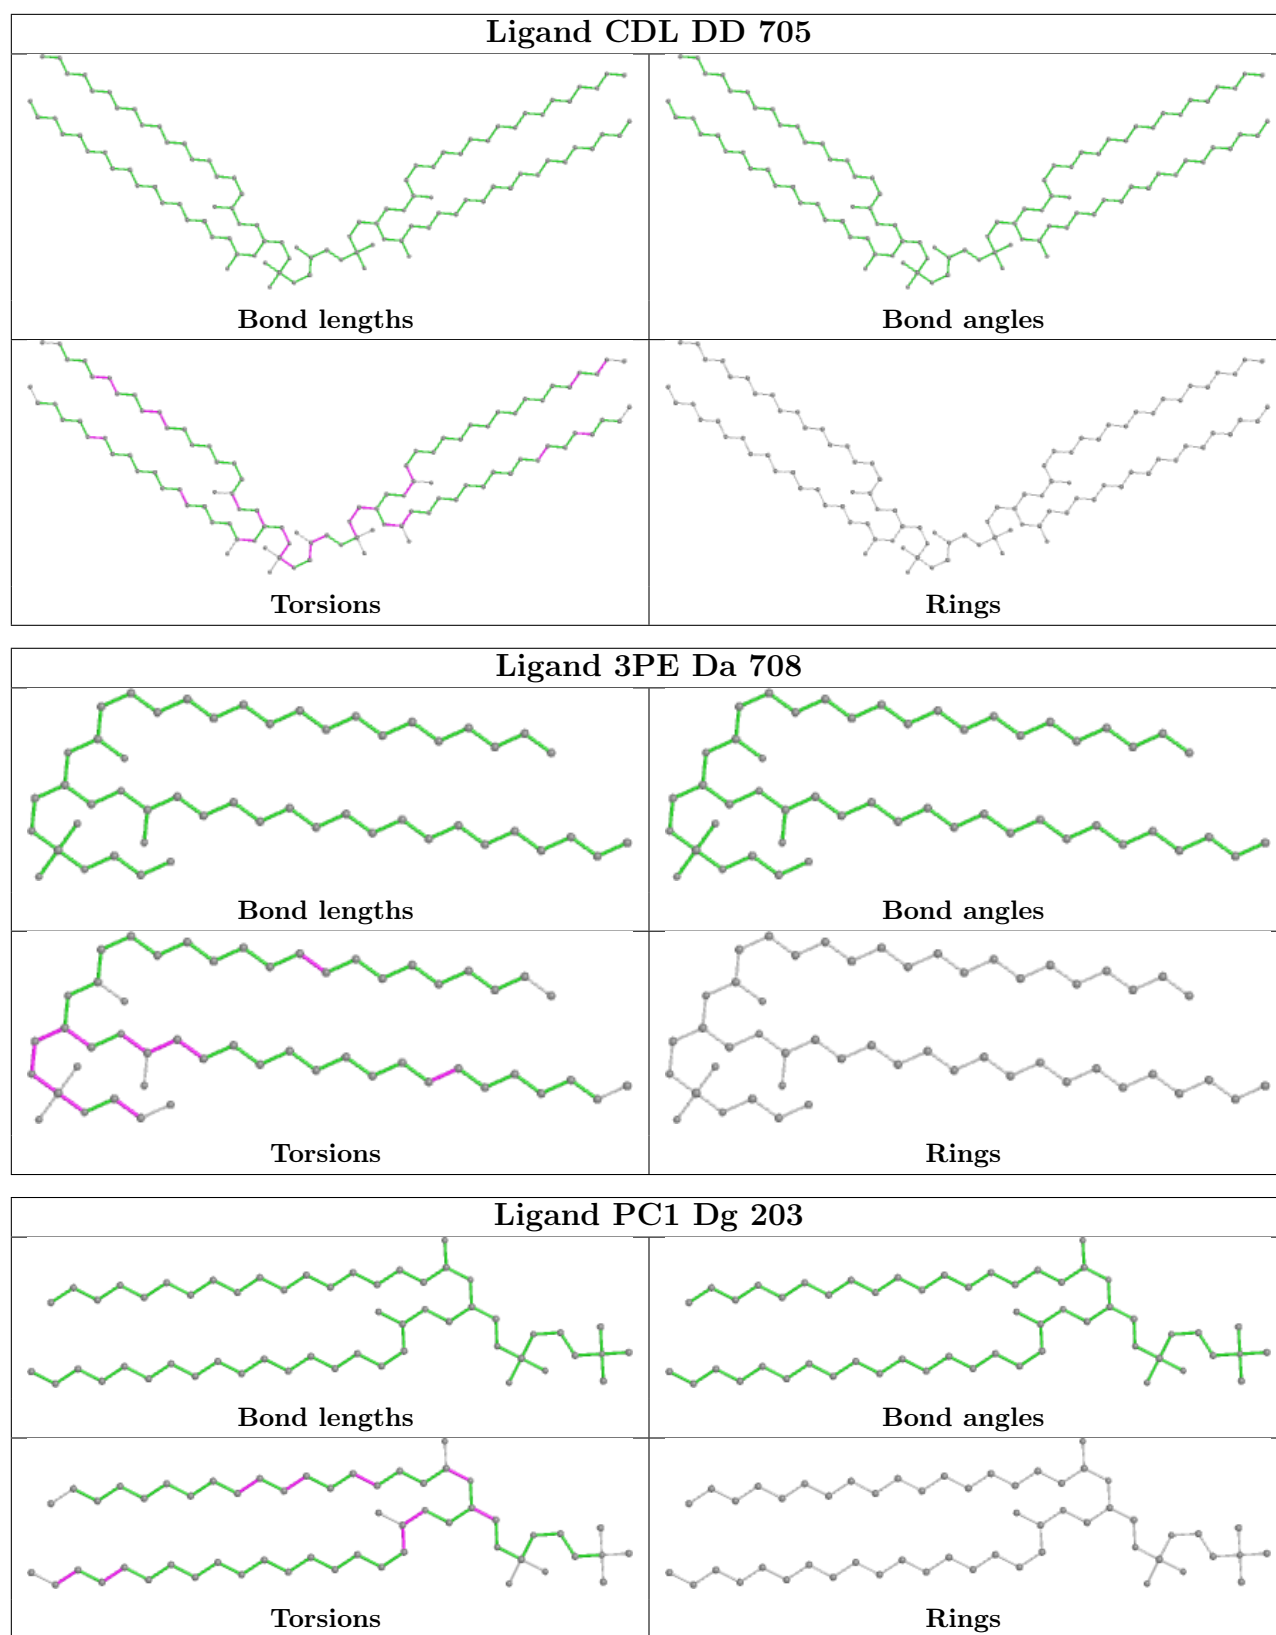 Ligand CDL DD 705
Bond lengths
Bond angles
Torsions
Rings
Ligand 3PE Da 708
Bond lengths
Bond angles
Torsions
Rings
Ligand PC1 Dg 203
Bond lengths
Bond angles
Torsions
Rings